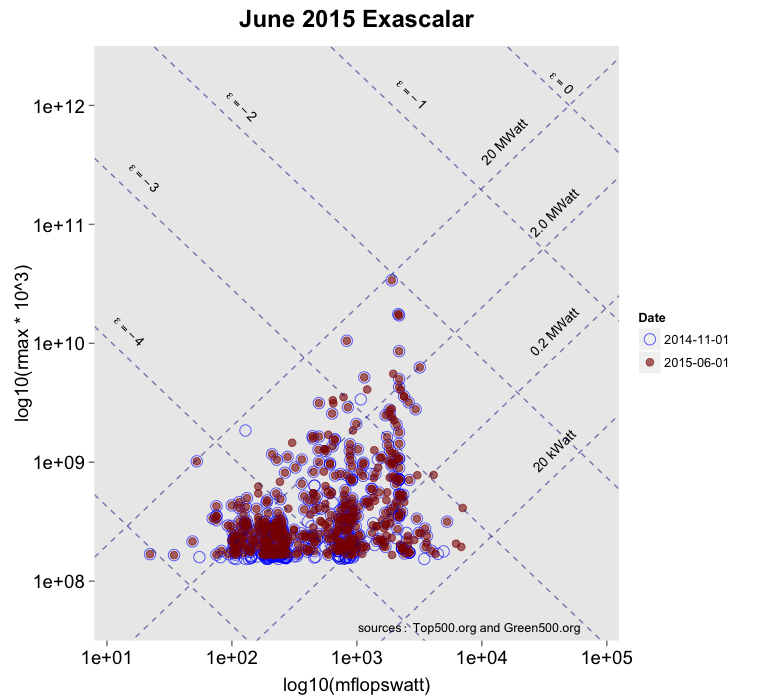 June 2015 Exascalar
log10(rmax * 10^3)
1e+12
1e+11
1e+10
1e+09
1e+08
ε = −4
ε = −3
ε = −2
ε = −1
ε = 0
20 MWatt
2.0 MWatt
0.2 MWatt
20 kWatt
sources : Top500.org and Green500.org
1e+01 1e+02 1e+03 1e+04 1e+05
log10(mflopswatt)
Date
2014-11-01
2015-06-01